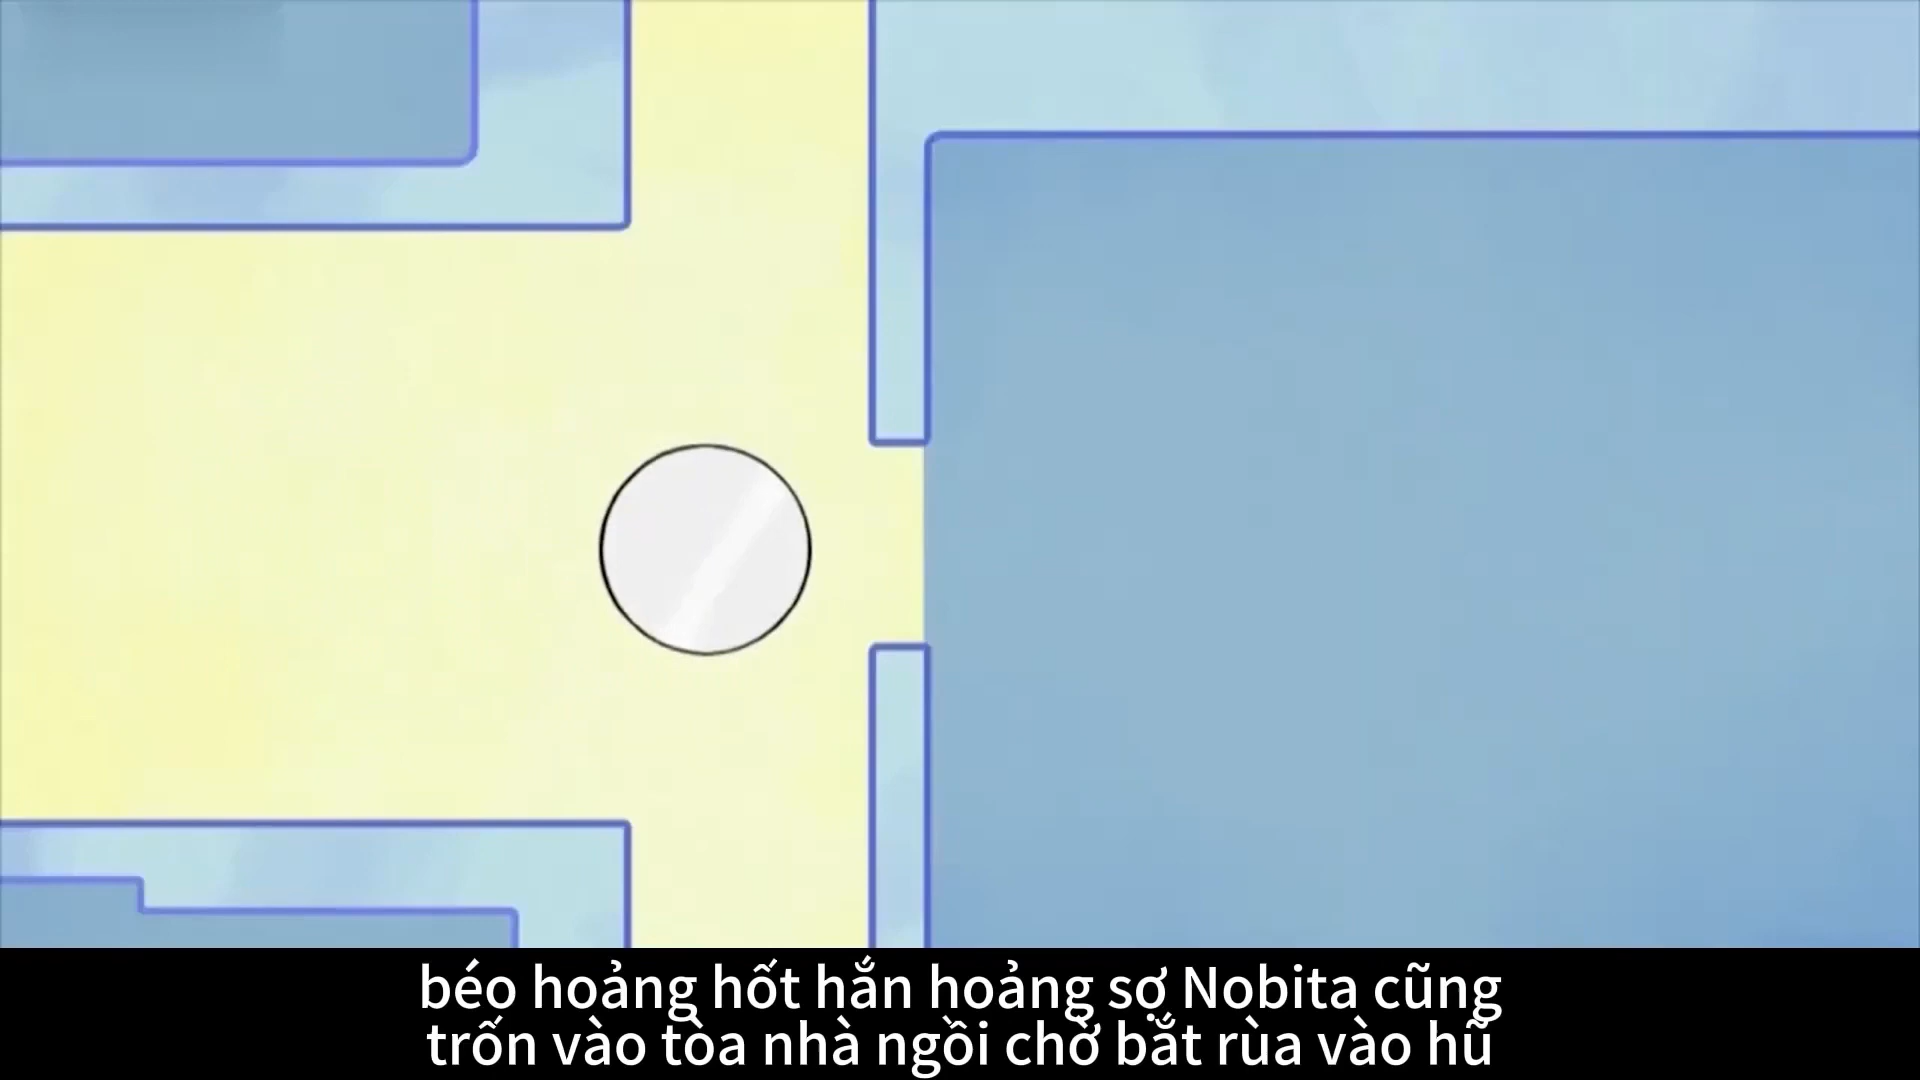 béo hoảng hốt hắn hoảng sợ Nobita cũng
trốn vào tòa nhà ngồi chờ bắt rùa vào hũ